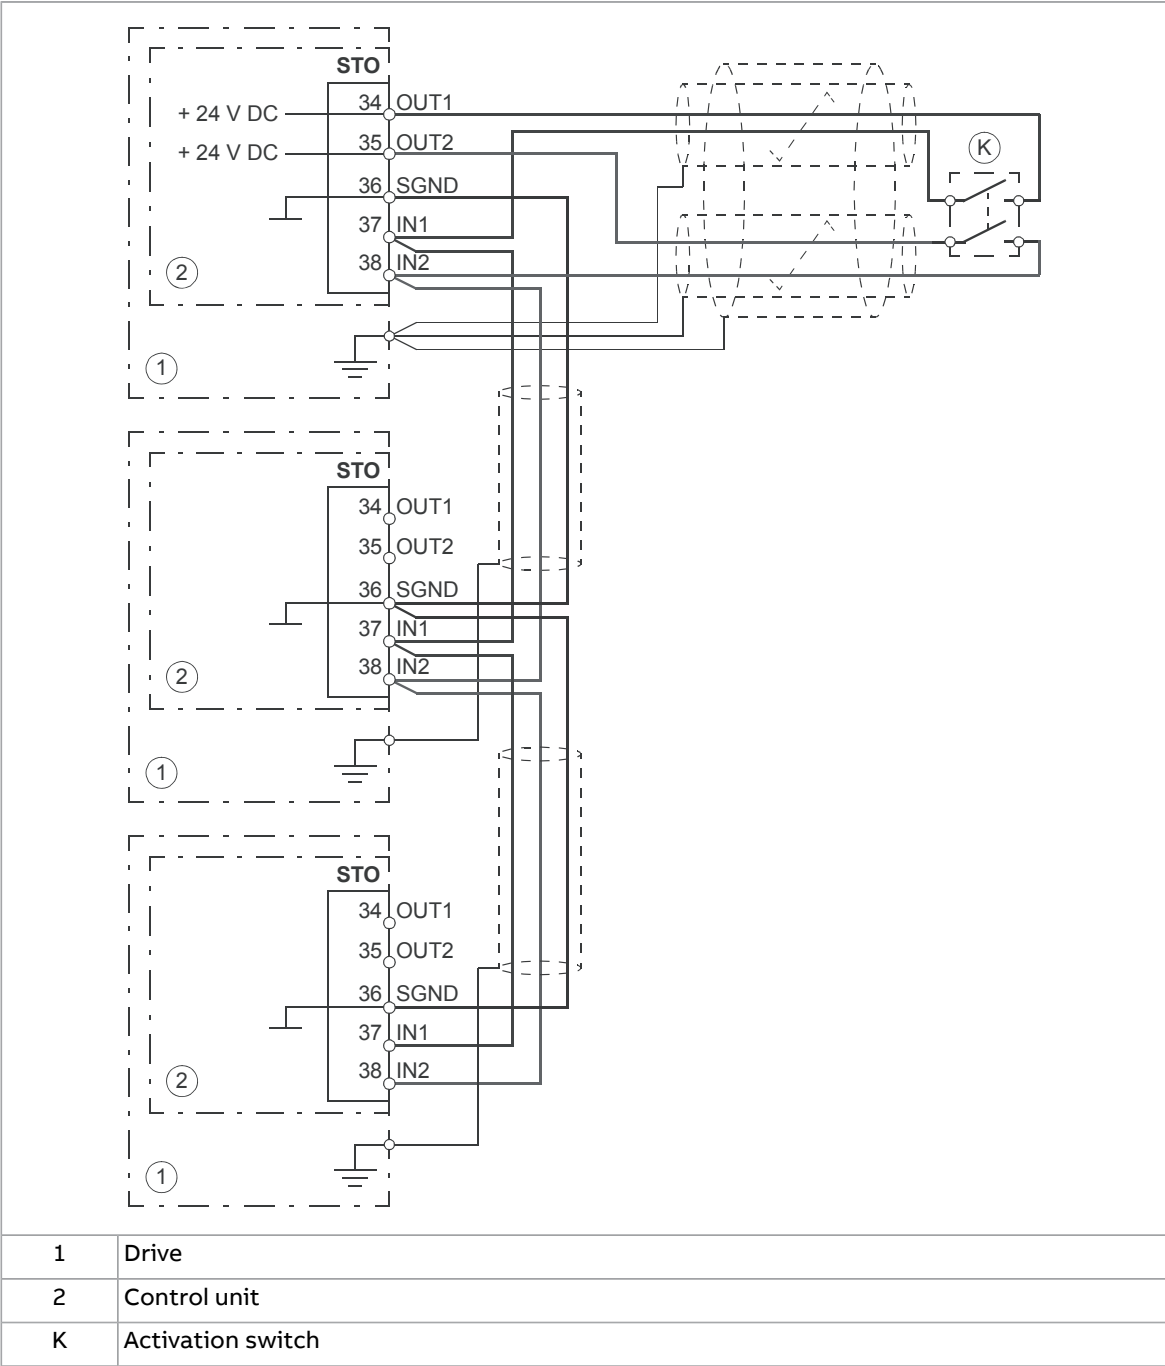 STO
+ 24 V DC 34 OUT1
+ 24 V DC 35 OUT2
K
36 SGND
37 IN1
38 IN2
2
1
STO
34 OUT1
35 OUT2
36 SGND
37 IN1
38 IN2
2
1
STO
34 OUT1
35 OUT2
36 SGND
37 IN1
38 IN2
2
1
1 Drive
2 Control unit
K Activation switch